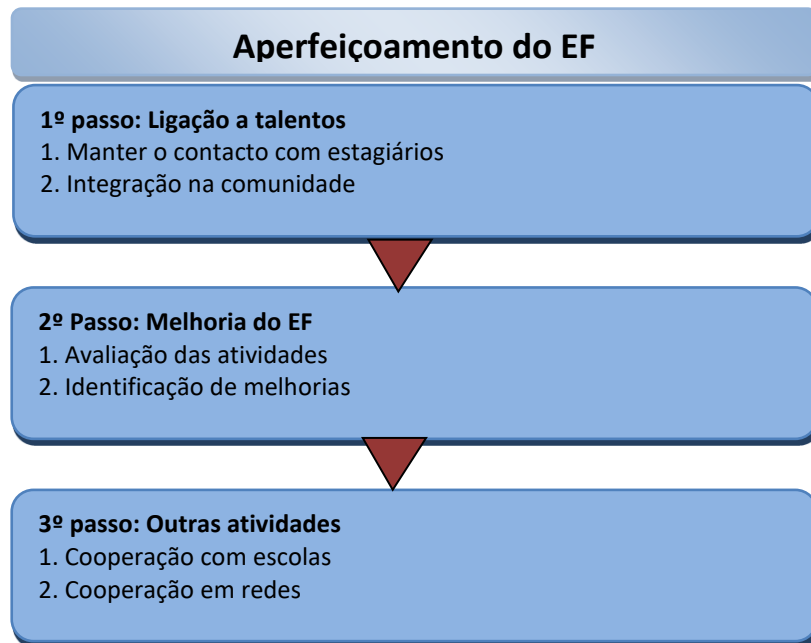 Aperfeiçoamento do EF
1º passo: Ligação a talentos
1. Manter o contacto com estagiários
2. Integração na comunidade
2º Passo: Melhoria do EF
1. Avaliação das atividades
2. Identificação de melhorias
3º passo: Outras atividades
1. Cooperação com escolas
2. Cooperação em redes